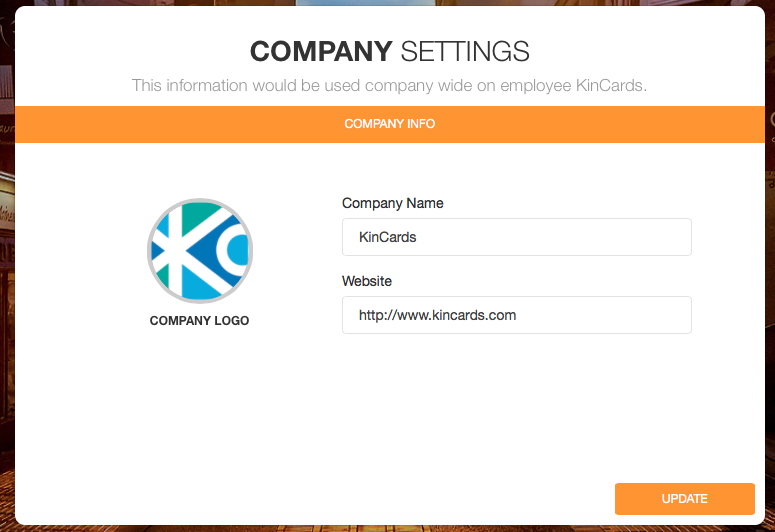 COMPANY SETTINGS
This information would be used company wide on employee KinCards.
COMPANY INFO
Company Name
KinCards
Website
http://www.kincards.com
COMPANY LOGO
UPDATE